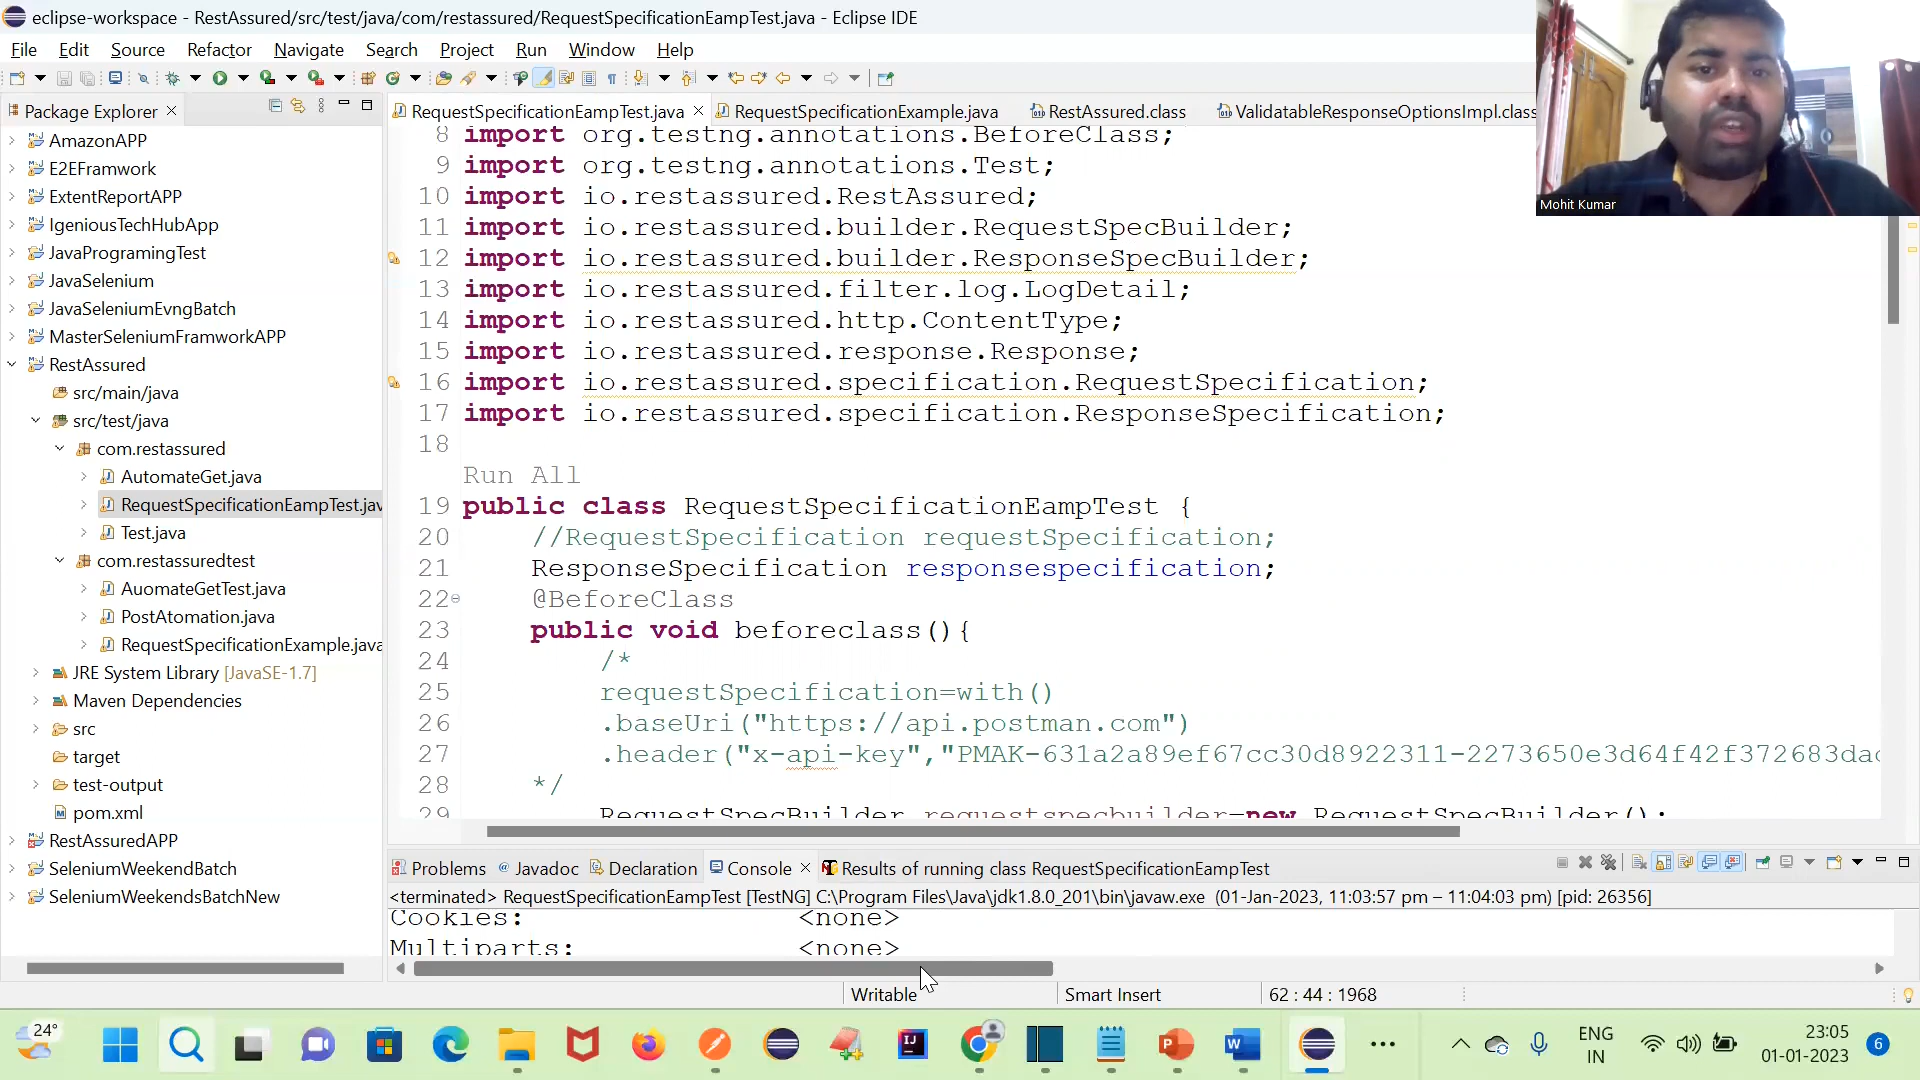 eclipse-workspace - RestAssured/src/test/java/com/restassured/RequestSpecificationEampTest.java - Eclipse IDE
File Edit Source Refactor Navigate Search Project Run Window Help
Package Explorer
AmazonAPP
E2EFramwork
ExtentReportAPP
IgeniousTechHubApp
JavaProgramingTest
JavaSelenium
JavaSeleniumEvngBatch
MasterSeleniumFramworkAPP
RestAssured
src/main/java
src/test/java
com.restassured
AutomateGet.java
RequestSpecificationEampTest.jav
Test.java
com.restassuredtest
AuomateGetTest.java
PostAtomation.java
RequestSpecificationExample.java
JRE System Library [JavaSE-1.7]
Maven Dependencies
src
target
test-output
pom.xml
RestAssuredAPP
SeleniumWeekendBatch
SeleniumWeekendsBatchNew
RequestSpecificationEampTest.java RequestSpecificationExample.java RestAssured.class ValidatableResponseOptionsImpl.class
8 import org.testng.annotations.BeforeClass;
9 import org.testng.annotations.Test;
10 import io.restassured.RestAssured;
11 import io.restassured.builder.RequestSpecBuilder;
12 import io.restassured.builder.ResponseSpecBuilder;
13 import io.restassured.filter.log.LogDetail;
14 import io.restassured.http.ContentType;
15 import io.restassured.response.Response;
16 import io.restassured.specification.RequestSpecification;
17 import io.restassured.specification.ResponseSpecification;
18
Run All
19 public class RequestSpecificationEampTest {
20 //RequestSpecification requestSpecification;
21 ResponseSpecification responsespecification;
22 @BeforeClass
23 public void beforeclass(){
24 /*
25 requestSpecification=with()
26 .baseUri("https://api.postman.com")
27 .header("x-api-key","PMAK-631a2a89ef67cc30d8922311-2273650e3d64f42f372683dad
28 */
29 RequestSpecBuilder requestspecbuilder=new RequestSpecBuilder();
Mohit Kumar
Problems Javadoc Declaration Console Results of running class RequestSpecificationEampTest
<terminated> RequestSpecificationEampTest [TestNG] C:\Program Files\Java\jdk1.8.0_201\bin\javaw.exe (01-Jan-2023, 11:03:57 pm – 11:04:03 pm) [pid: 26356]
Cookies: <none>
Multiparts: <none>
Writable Smart Insert 62 : 44 : 1968
24°
ENG
IN
23:05
01-01-2023
6